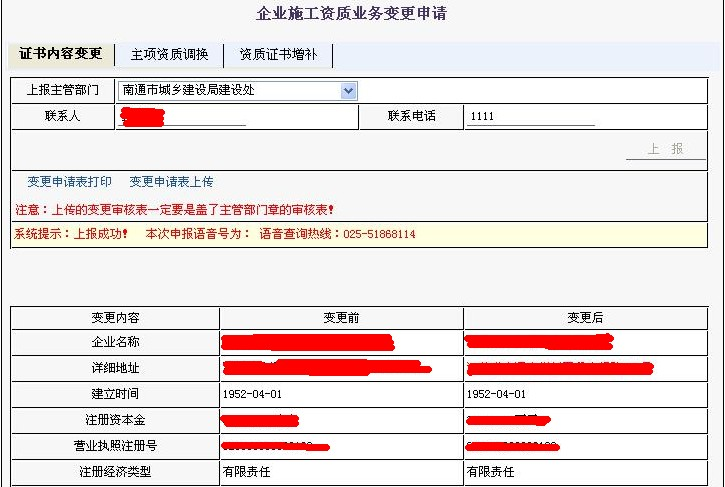 企业施工资质业务变更申请
证书内容变更 主项资质调换 资质证书增补
上报主管部门 南通市城乡建设局建设处
联系人 联系电话 1111
上 报
变更申请表打印 变更申请表上传
注意：上传的变更审核表一定要是盖了主管部门章的审核表！
系统提示：上报成功！ 本次申报语音号为： 语音查询热线：025-51868114
变更内容 变更前 变更后
企业名称
详细地址
建立时间 1952-04-01 1952-04-01
注册资本金
营业执照注册号
注册经济类型 有限责任 有限责任